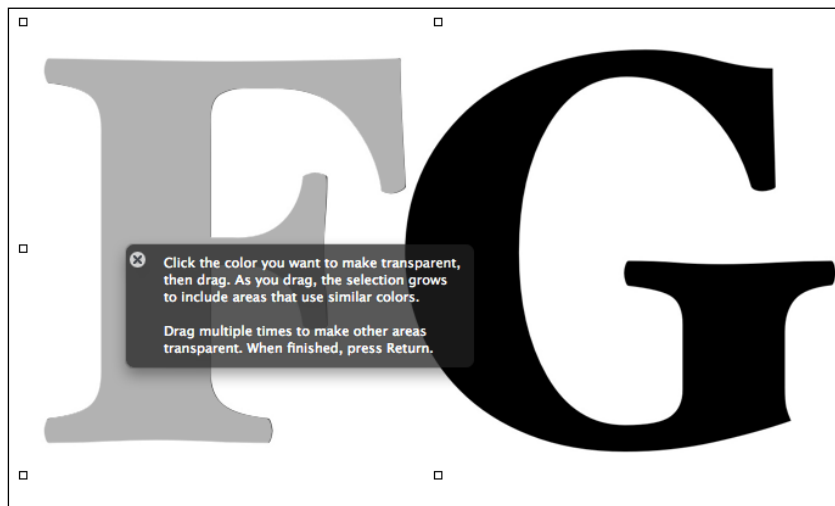 FG
Click the color you want to make transparent,
then drag. As you drag, the selection grows
to include areas that use similar colors.
Drag multiple times to make other areas
transparent. When finished, press Return.